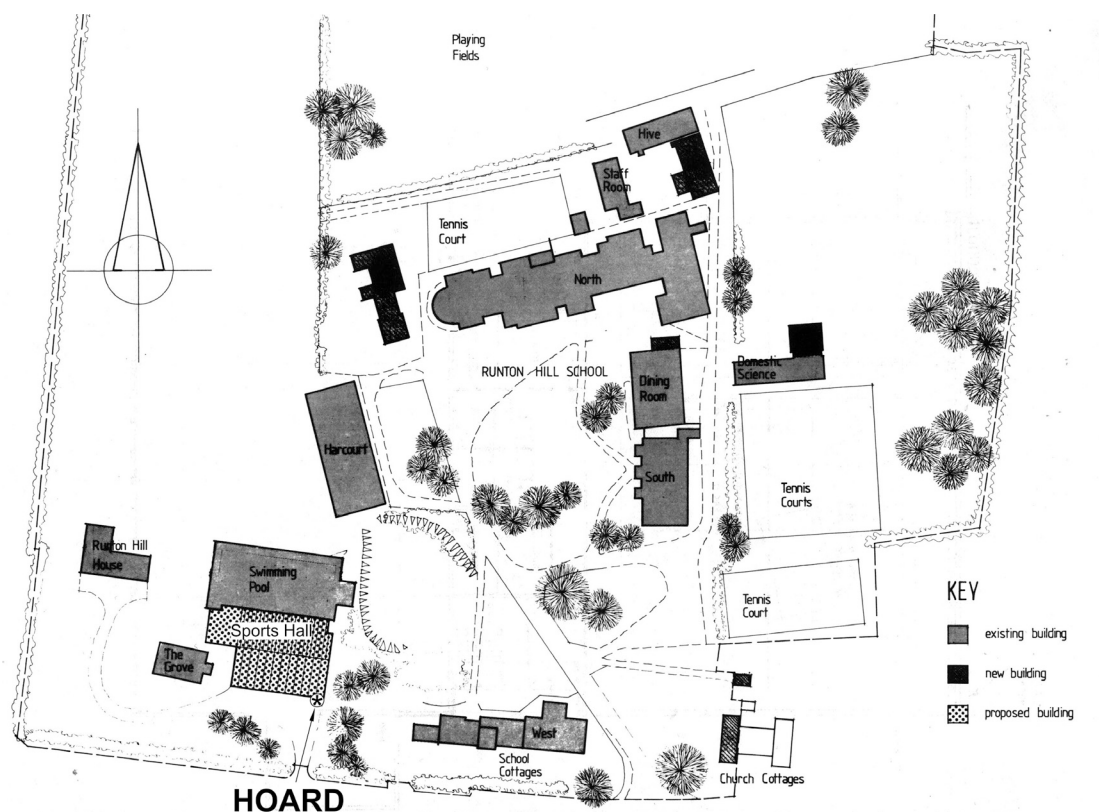 Playing
Fields
Hive
Staff
Room
Tennis
Court
North
RUNTON HILL SCHOOL
Dining
Room
Domestic
Science
Harcourt
South
Tennis
Courts
Runton Hill
House
Swimming
Pool
Sports Hall
The
Grove
Tennis
Court
West
School
Cottages
Church Cottages
HOARD
KEY
existing building
new building
proposed building